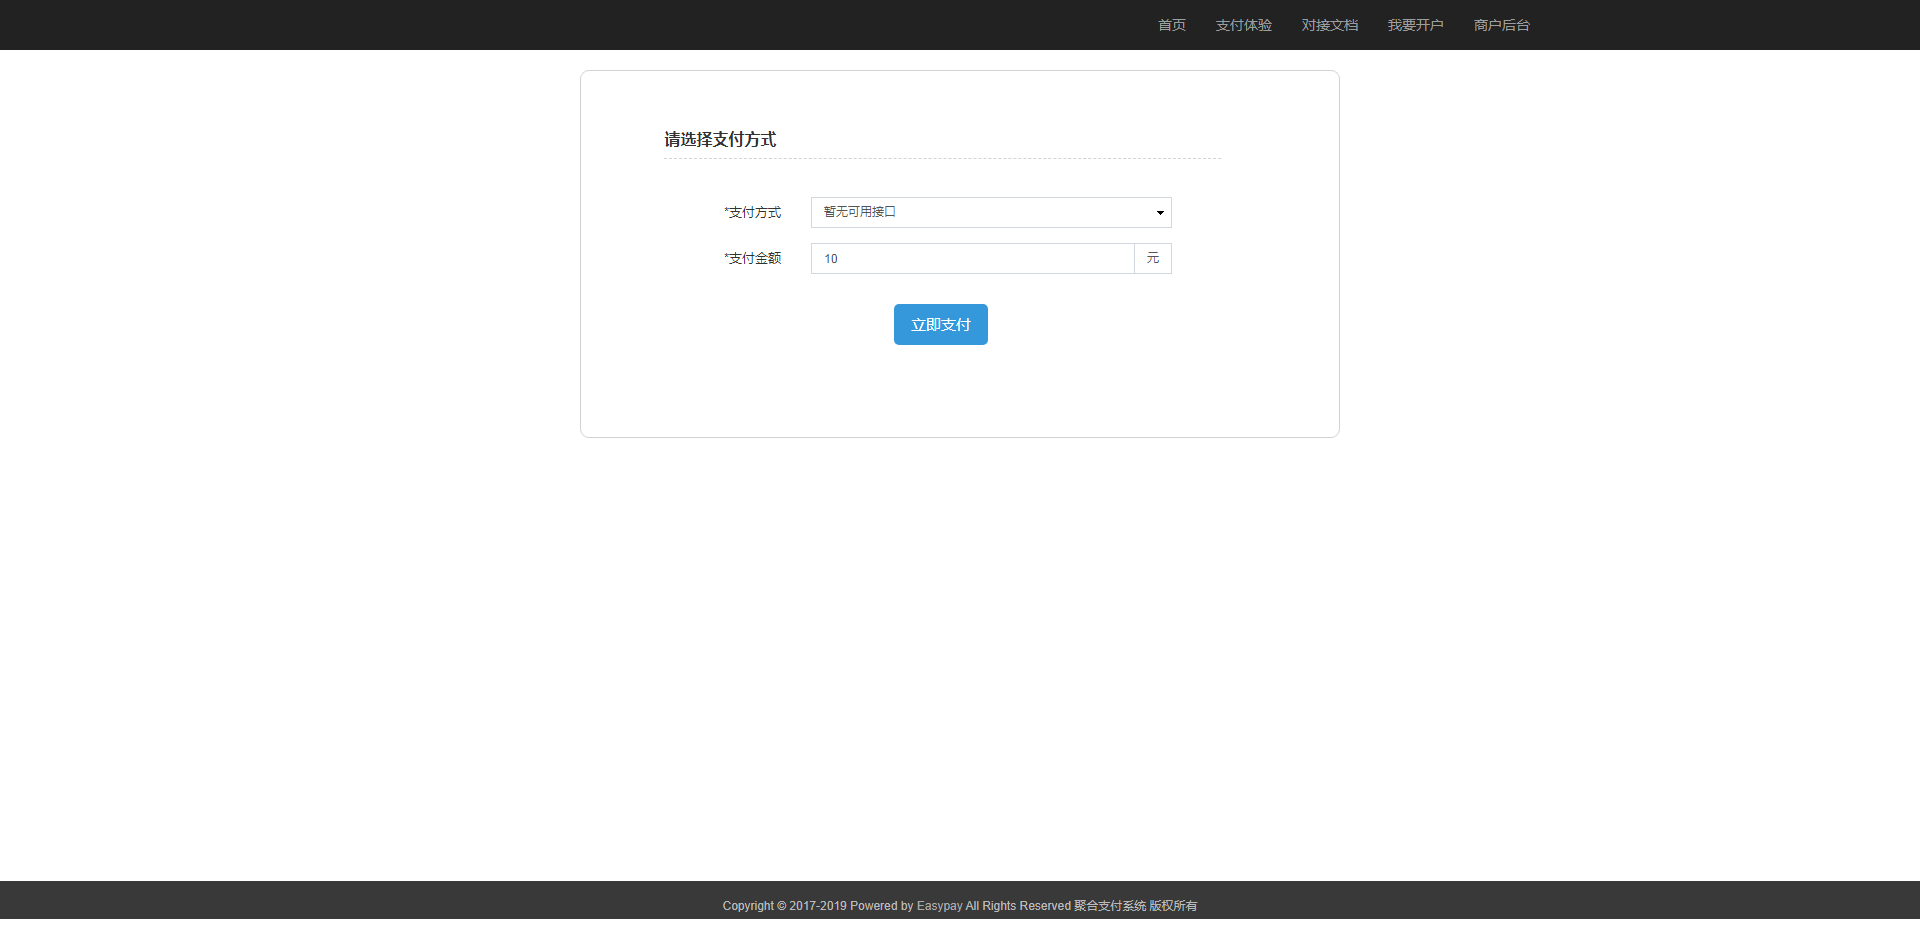 首页 支付体验 对接文档 我要开户 商户后台
请选择支付方式
*支付方式 暂无可用接口
*支付金额 10 元
立即支付
Copyright © 2017-2019 Powered by Easypay All Rights Reserved 聚合支付系统 版权所有